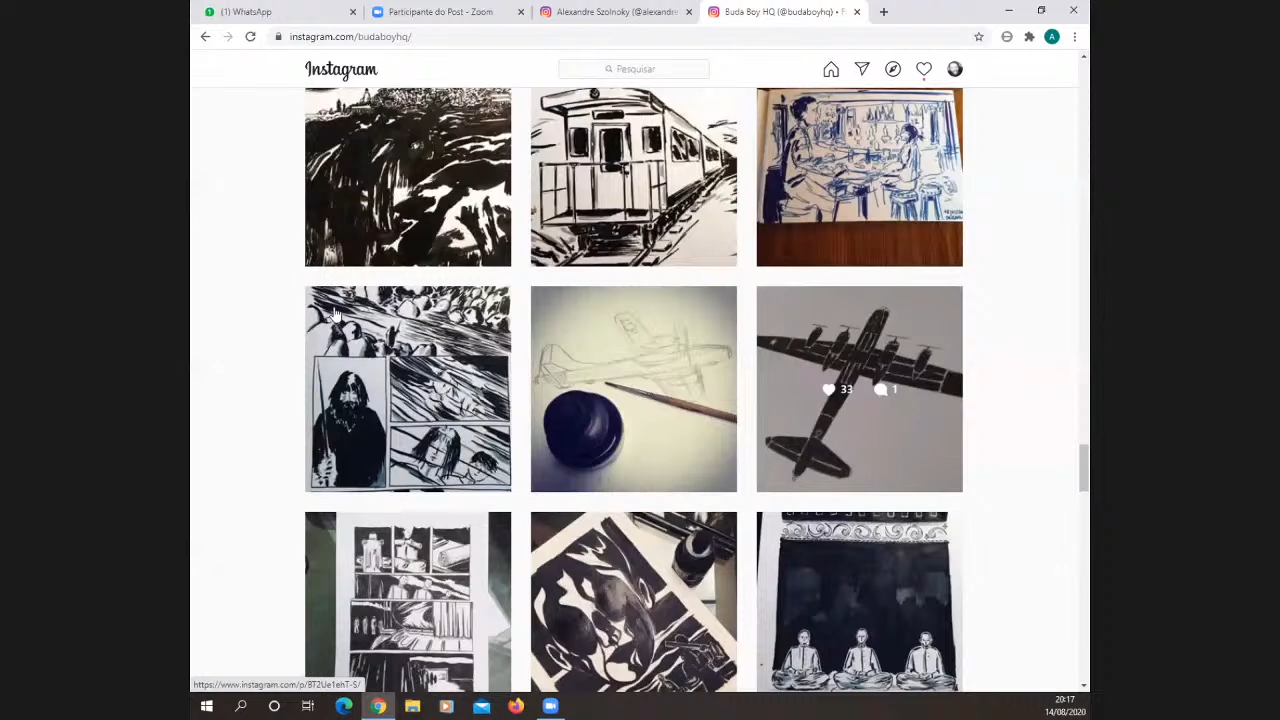 (1) WhatsApp
Participante do Post - Zoom
Alexandre Szolnoky (@alexandre
Buda Boy HQ (@budaboyhq) • F
instagram.com/budaboyhq/
A
Instagram
Pesquisar
33 1
https://www.instagram.com/p/BT2Ue1ehT-S/
20:17
14/08/2020